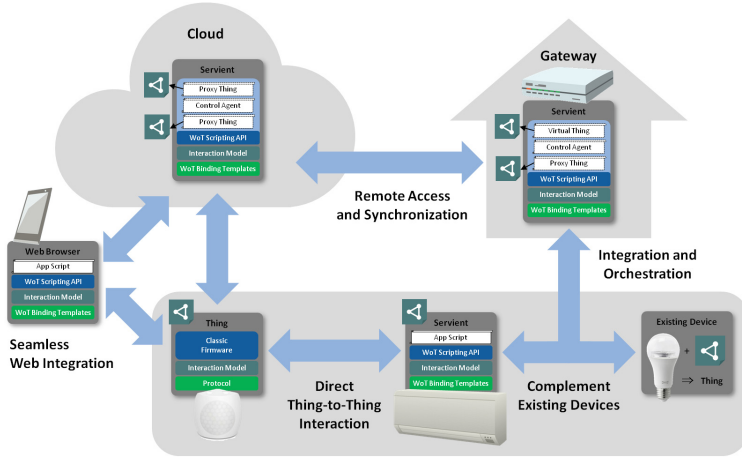 Cloud
Servient
Proxy Thing
Control Agent
Proxy Thing
WoT Scripting API
Interaction Model
WoT Binding Templates
Gateway
Servient
Virtual Thing
Control Agent
Proxy Thing
WoT Scripting API
Interaction Model
WoT Binding Templates
Remote Access
and Synchronization
Web Browser
App Script
WoT Scripting API
Interaction Model
WoT Binding Templates
Seamless
Web Integration
Integration and
Orchestration
Thing
Classic
Firmware
Interaction Model
Protocol
Direct
Thing-to-Thing
Interaction
Servient
App Script
WoT Scripting API
Interaction Model
WoT Binding Templates
Complement
Existing Devices
Existing Device
+
⇒ Thing